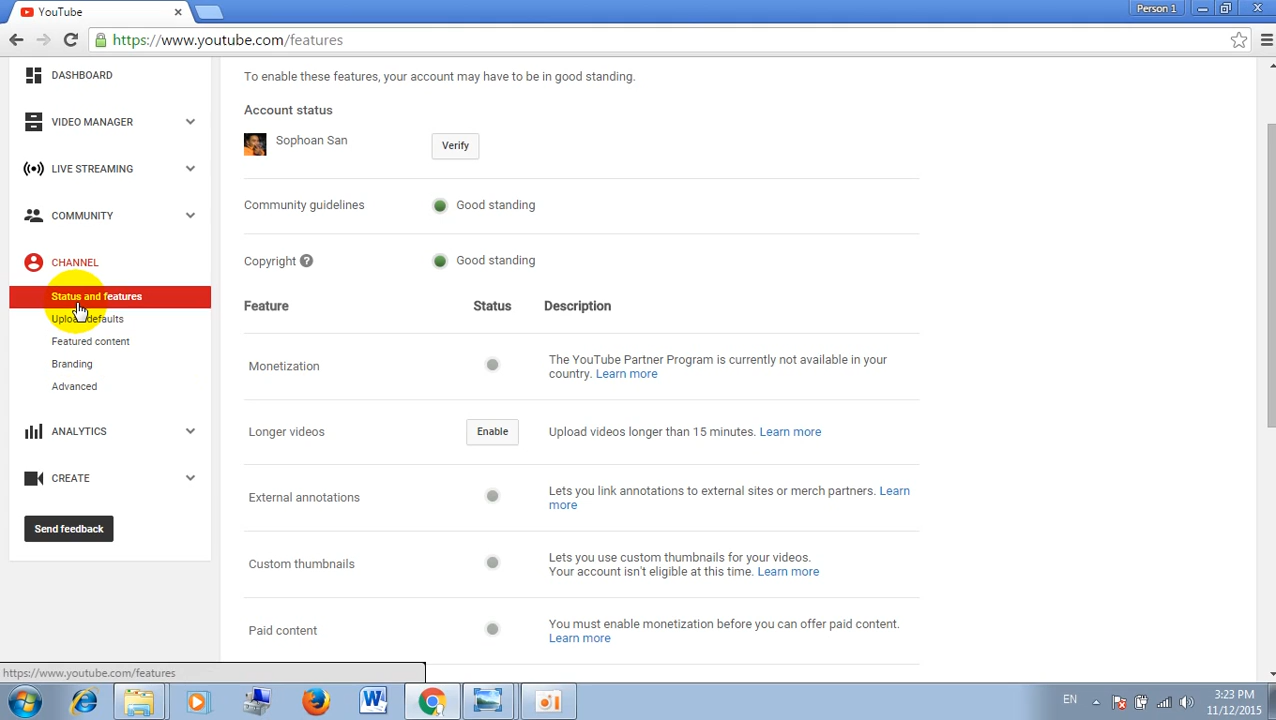 YouTube
Person 1
https://www.youtube.com/features
DASHBOARD
VIDEO MANAGER
LIVE STREAMING
COMMUNITY
CHANNEL
Status and features
Upload defaults
Featured content
Branding
Advanced
ANALYTICS
CREATE
Send feedback
To enable these features, your account may have to be in good standing.
Account status
Sophoan San
Verify
Community guidelines Good standing
Copyright ? Good standing
Feature Status Description
Monetization
The YouTube Partner Program is currently not available in your
country. Learn more
Longer videos Enable Upload videos longer than 15 minutes. Learn more
External annotations
Lets you link annotations to external sites or merch partners. Learn
more
Custom thumbnails
Lets you use custom thumbnails for your videos.
Your account isn't eligible at this time. Learn more
Paid content
You must enable monetization before you can offer paid content.
Learn more
https://www.youtube.com/features
EN
3:23 PM
11/12/2015